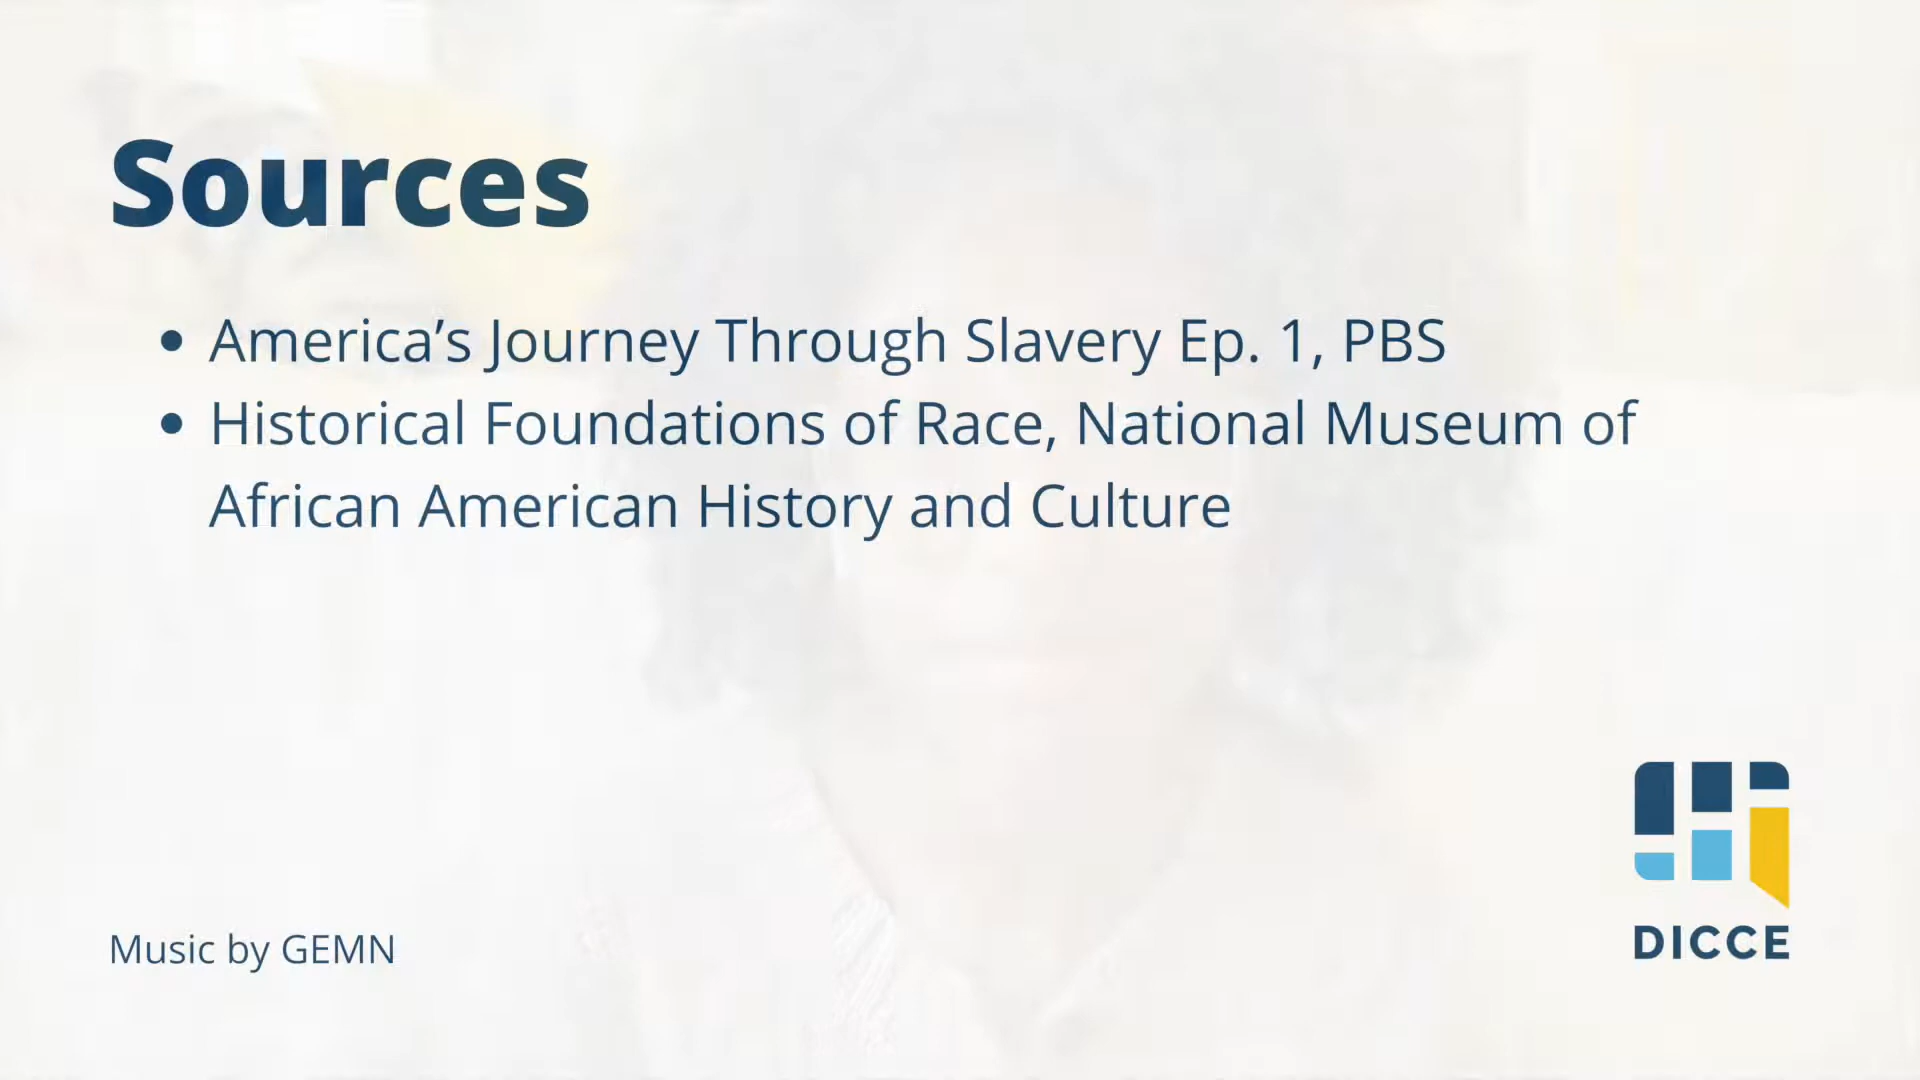 Sources
• America’s Journey Through Slavery Ep. 1, PBS
• Historical Foundations of Race, National Museum of
African American History and Culture
Music by GEMN
DICCE